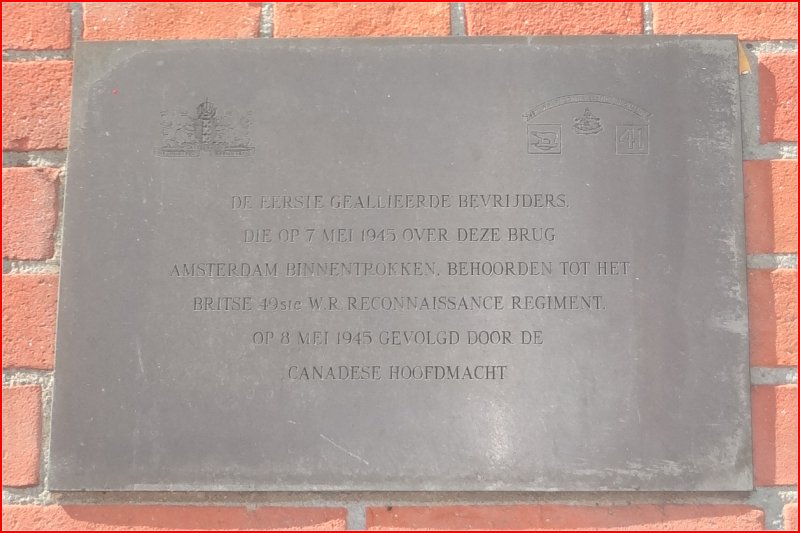 41
DE EERSTE GEALLIEERDE BEVRIJDERS,
DIE OP 7 MEI 1945 OVER DEZE BRUG
AMSTERDAM BINNENTROKKEN, BEHOORDEN TOT HET
BRITSE 49ste W.R. RECONNAISSANCE REGIMENT,
OP 8 MEI 1945 GEVOLGD DOOR DE
CANADESE HOOFDMACHT